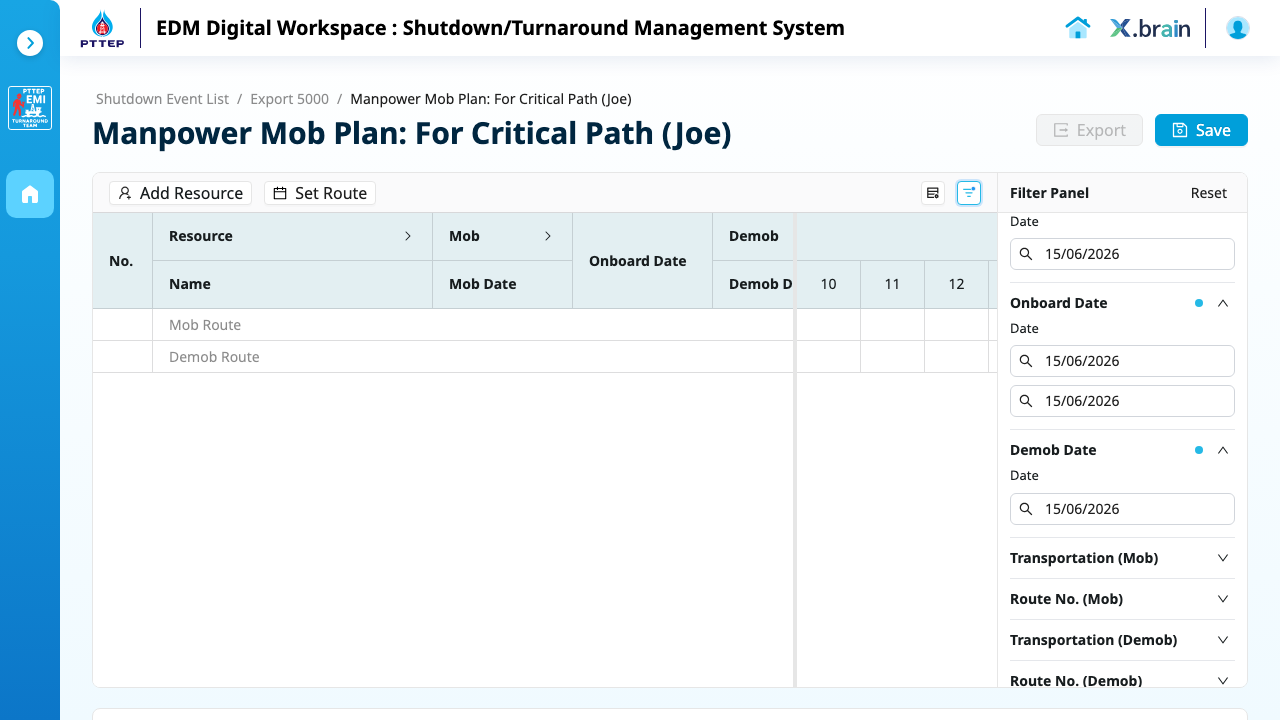 PTTEP
EDM Digital Workspace : Shutdown/Turnaround Management System
X.brain
PTTEP
EMI
TURNAROUND
TEAM
Shutdown Event List / Export 5000 / Manpower Mob Plan: For Critical Path (Joe)
Manpower Mob Plan: For Critical Path (Joe)
Export
Save
Add Resource
Set Route
Filter Panel
Reset
No.
Resource
Mob
Onboard Date
Demob
Name
Mob Date
Demob D
10
11
12
Mob Route
Demob Route
Date
15/06/2026
Onboard Date
Date
15/06/2026
15/06/2026
Demob Date
Date
15/06/2026
Transportation (Mob)
Route No. (Mob)
Transportation (Demob)
Route No. (Demob)